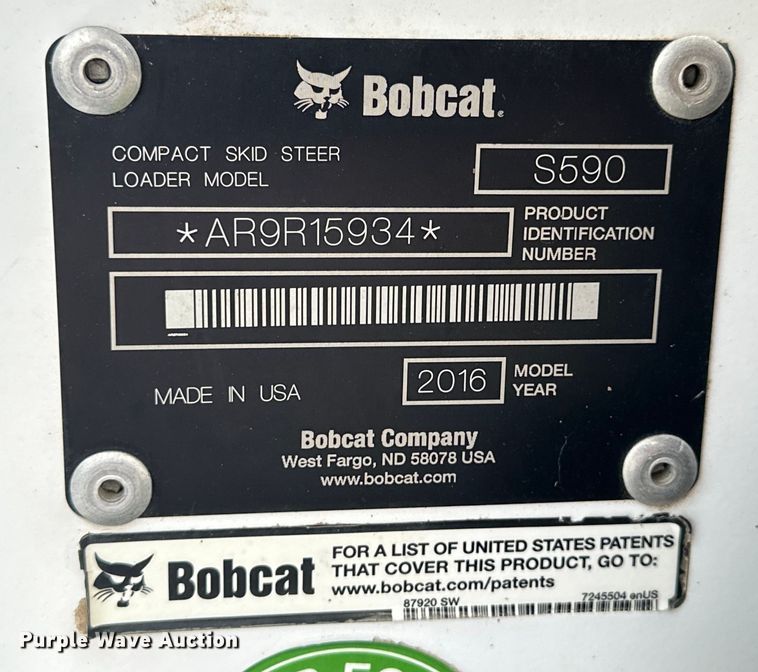 Bobcat
COMPACT SKID STEER
LOADER MODEL
S590
*AR9R15934*
PRODUCT
IDENTIFICATION
NUMBER
MADE IN USA
2016
MODEL
YEAR
Bobcat Company
West Fargo, ND 58078 USA
www.bobcat.com
Bobcat
FOR A LIST OF UNITED STATES PATENTS
THAT COVER THIS PRODUCT, GO TO:
www.bobcat.com/patents
87920 SW
7245504 enUS
Purple Wave Auction